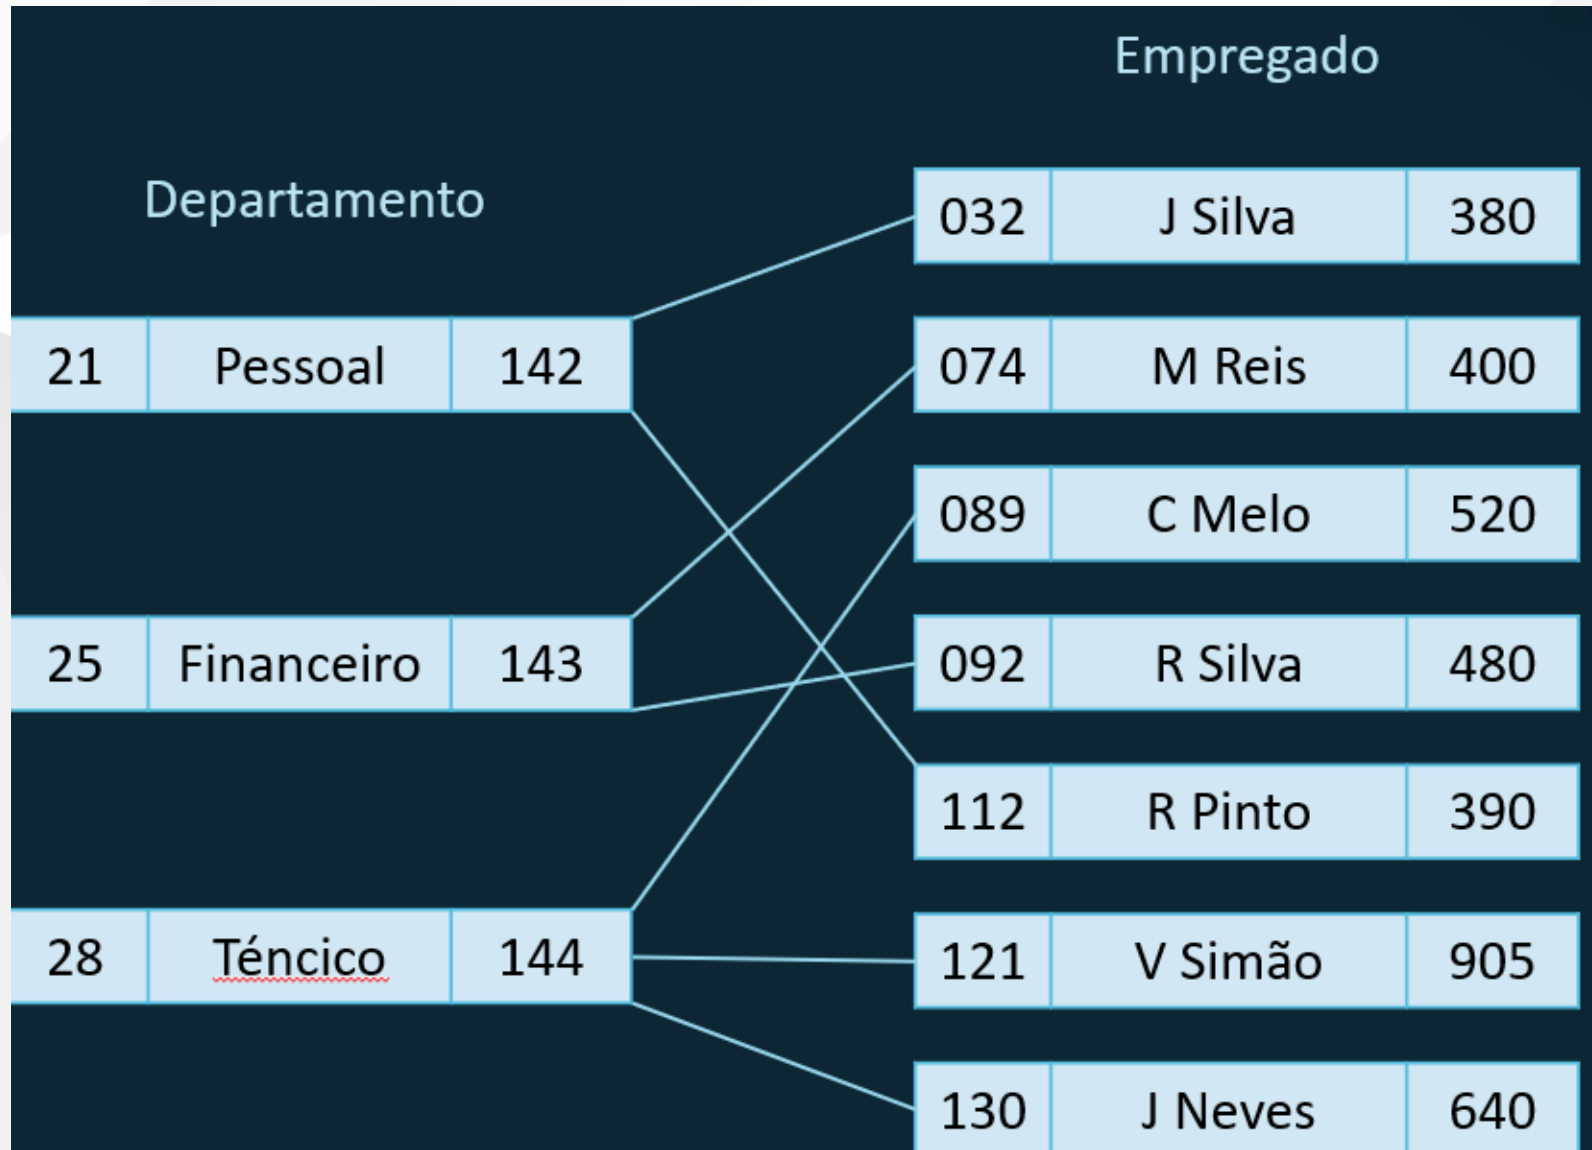 Empregado
Departamento
032 J Silva 380
21 Pessoal 142
074 M Reis 400
089 C Melo 520
25 Financeiro 143
092 R Silva 480
112 R Pinto 390
28 Téncico 144
121 V Simão 905
130 J Neves 640